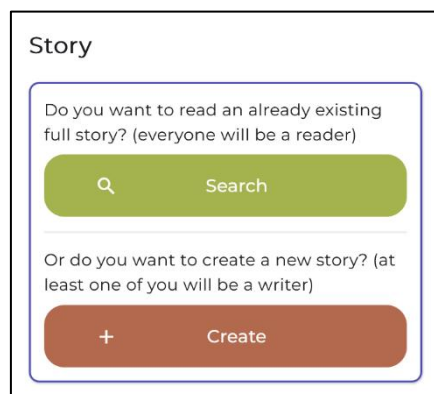 Story
Do you want to read an already existing
full story? (everyone will be a reader)
Search
Or do you want to create a new story? (at
least one of you will be a writer)
+ Create